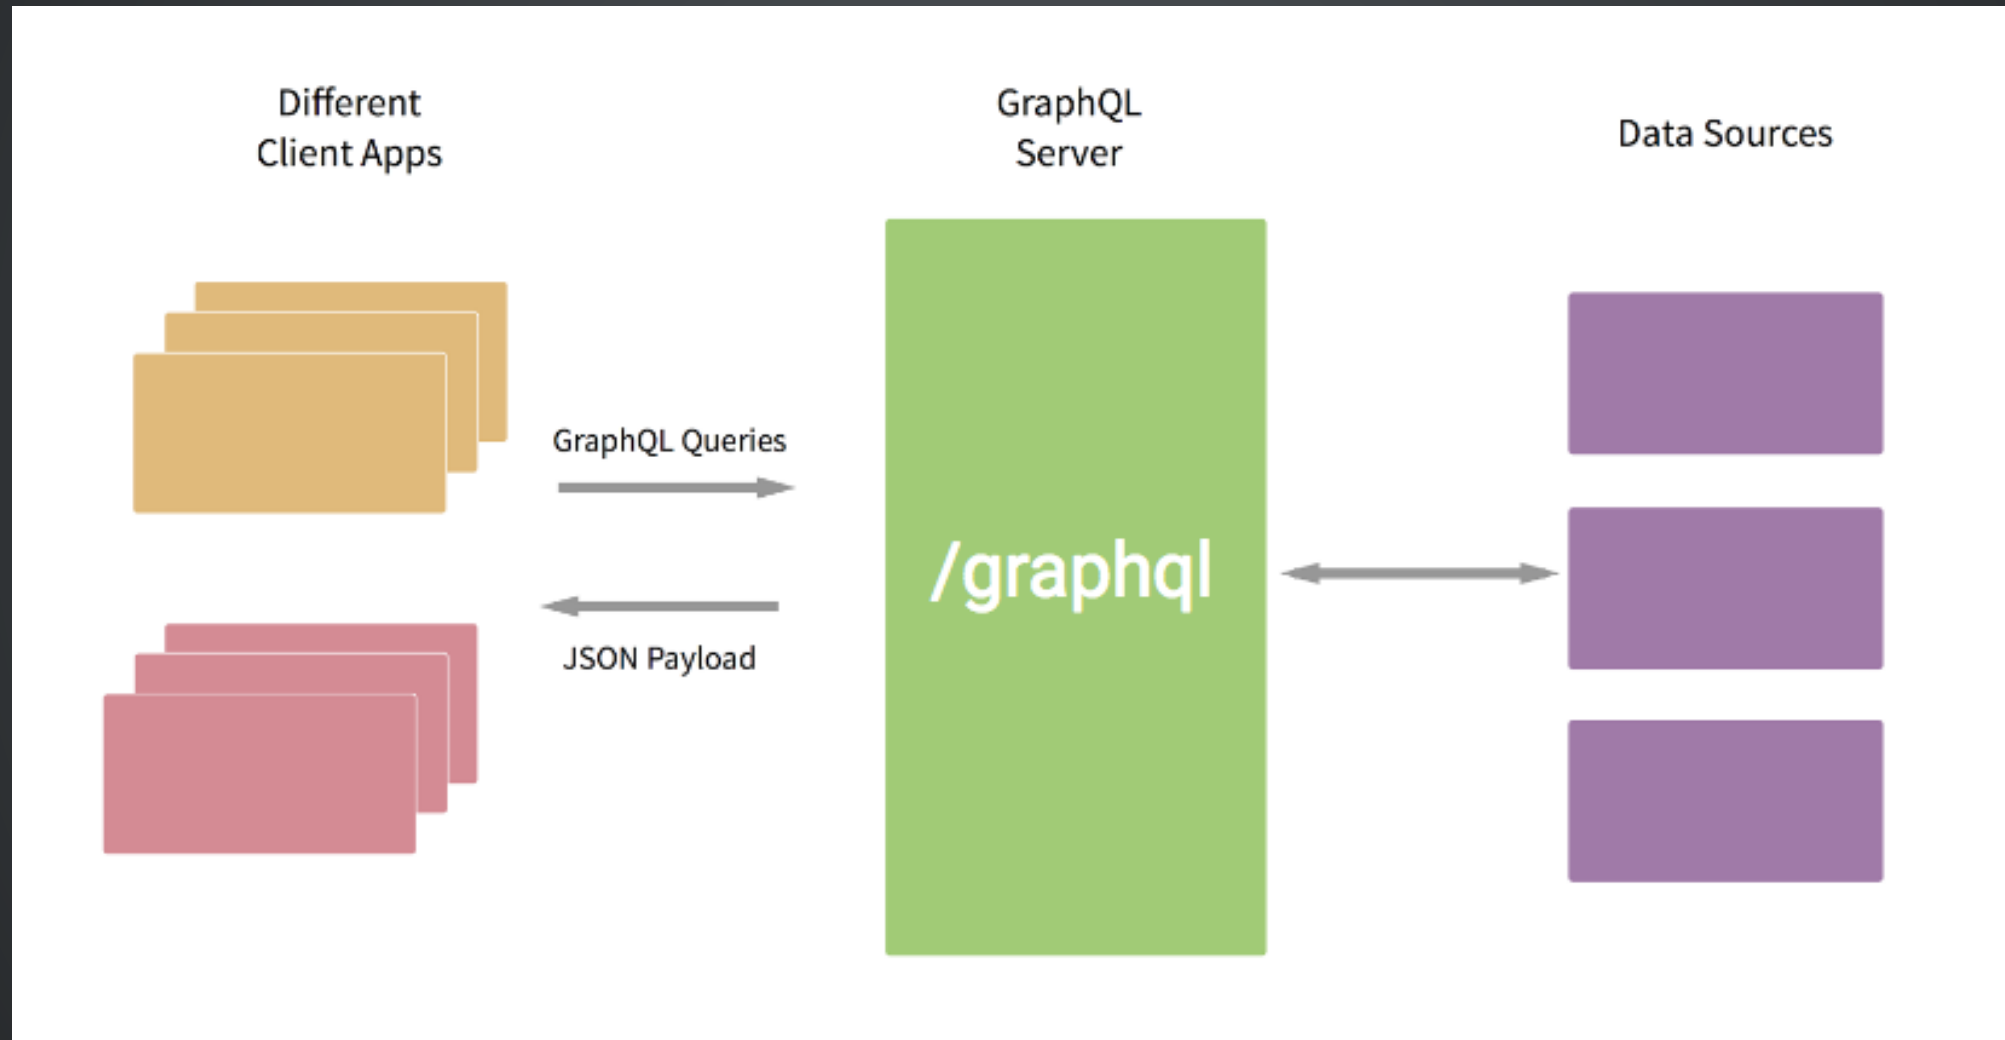 Different
Client Apps
GraphQL
Server
Data Sources
GraphQL Queries
/graphql
JSON Payload